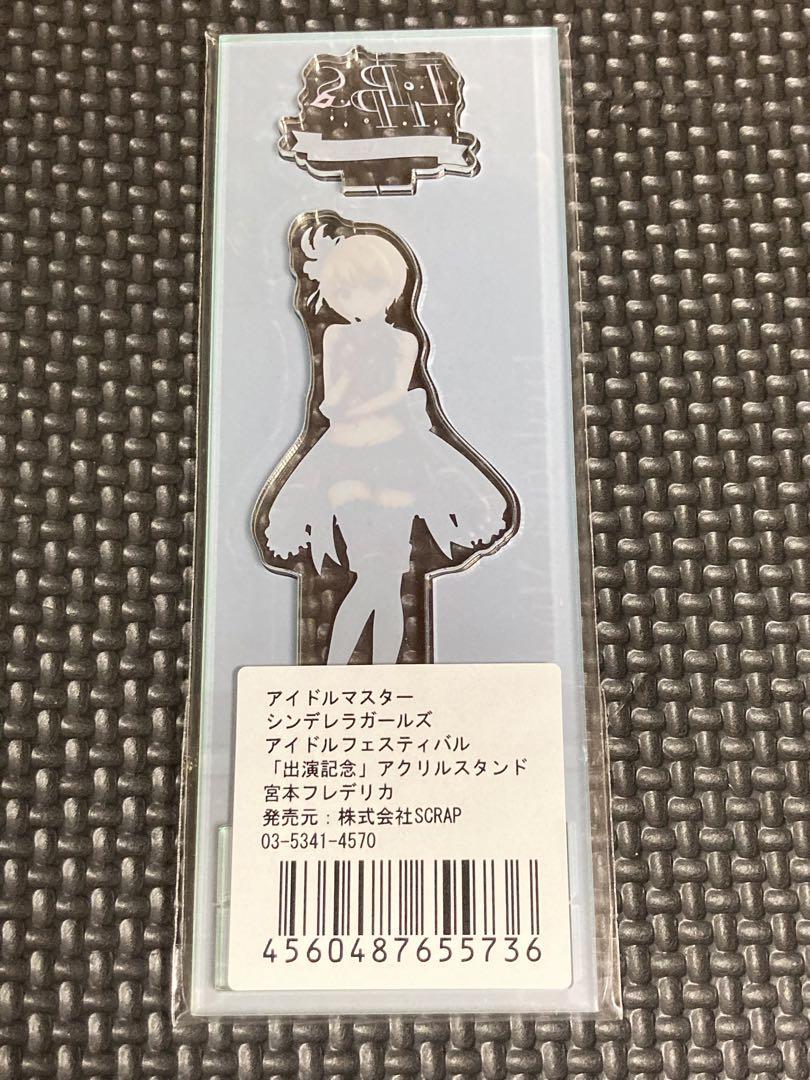 アイドルマスター
シンデレラガールズ
アイドルフェスティバル
「出演記念」アクリルスタンド
宮本フレデリカ
発売元：株式会社SCRAP
03-5341-4570
4560487655736